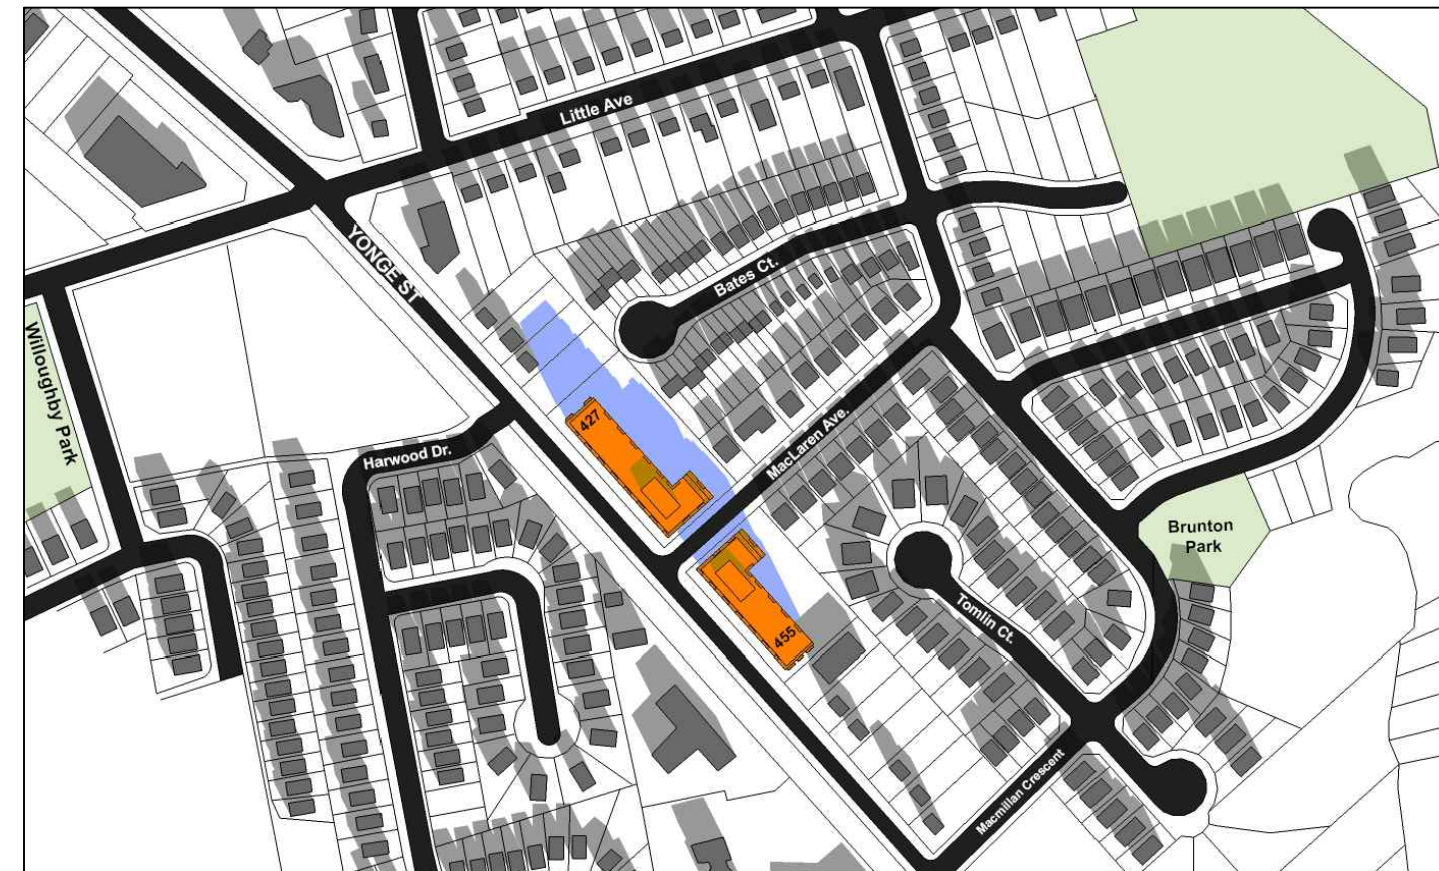 Little Ave
YONGE ST
Bates Ct.
Willoughby Park
427
MacLaren Ave.
Harwood Dr.
Brunton
Park
Tomlin Ct.
455
Macmillan Crescent